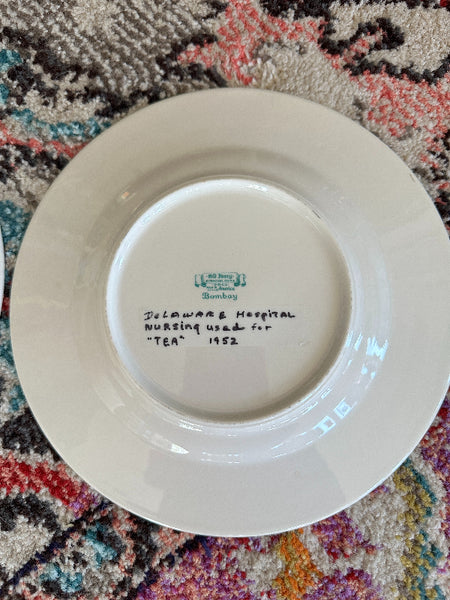 Bombay
DELAWARE HOSPITAL
NURSING used for
"TEA" 1952